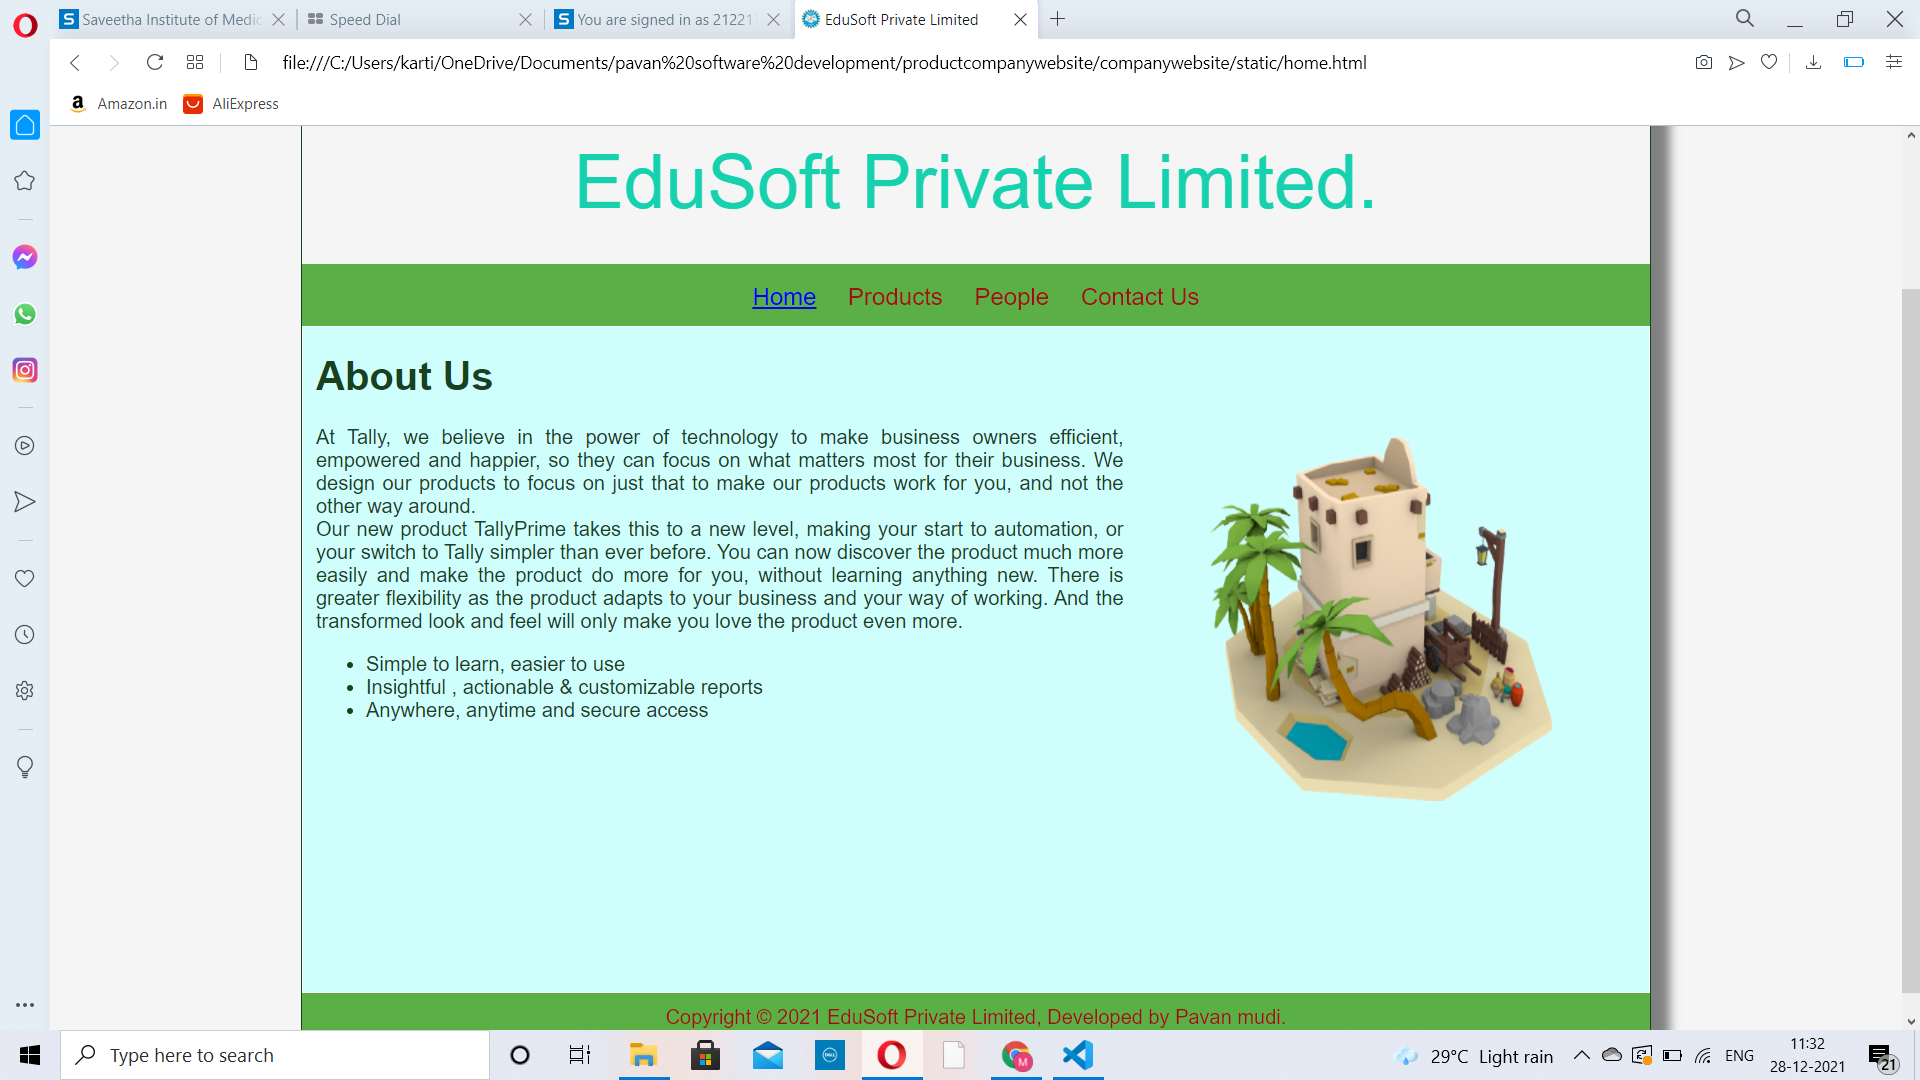 Saveetha Institute of Medic
Speed Dial
You are signed in as 21221
EduSoft Private Limited
file:///C:/Users/karti/OneDrive/Documents/pavan%20software%20development/productcompanywebsite/companywebsite/static/home.html
Amazon.in
AliExpress
EduSoft Private Limited.
Home Products People Contact Us
About Us
At Tally, we believe in the power of technology to make business owners efficient,
empowered and happier, so they can focus on what matters most for their business. We
design our products to focus on just that to make our products work for you, and not the
other way around.
Our new product TallyPrime takes this to a new level, making your start to automation, or
your switch to Tally simpler than ever before. You can now discover the product much more
easily and make the product do more for you, without learning anything new. There is
greater flexibility as the product adapts to your business and your way of working. And the
transformed look and feel will only make you love the product even more.
• Simple to learn, easier to use
• Insightful , actionable & customizable reports
• Anywhere, anytime and secure access
Copyright © 2021 EduSoft Private Limited, Developed by Pavan mudi.
Type here to search
29°C Light rain
ENG
11:32
28-12-2021
21